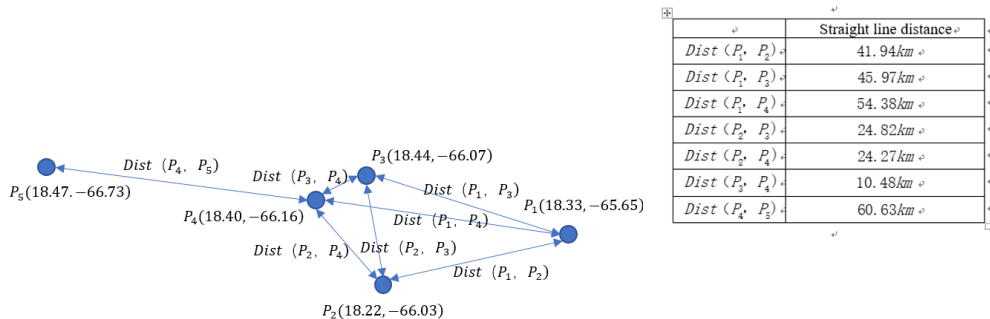 Dist (P4, P5)
P5(18.47. −66.73)
P3(18.44, −66.07)
Dist (P3, P4)
Dist (P1, P3)
P1(18.33, −65.65)
P4(18.40, −66.16)
Dist (P1, P4)
Dist (P2, P4)
Dist (P2, P3)
Dist (P1, P2)
P2(18.22, −66.03)
Straight line distance
Dist (P1, P2) 41.94km
Dist (P1, P3) 45.97km
Dist (P1, P4) 54.38km
Dist (P2, P3) 24.82km
Dist (P2, P4) 24.27km
Dist (P3, P4) 10.48km
Dist (P4, P5) 60.63km